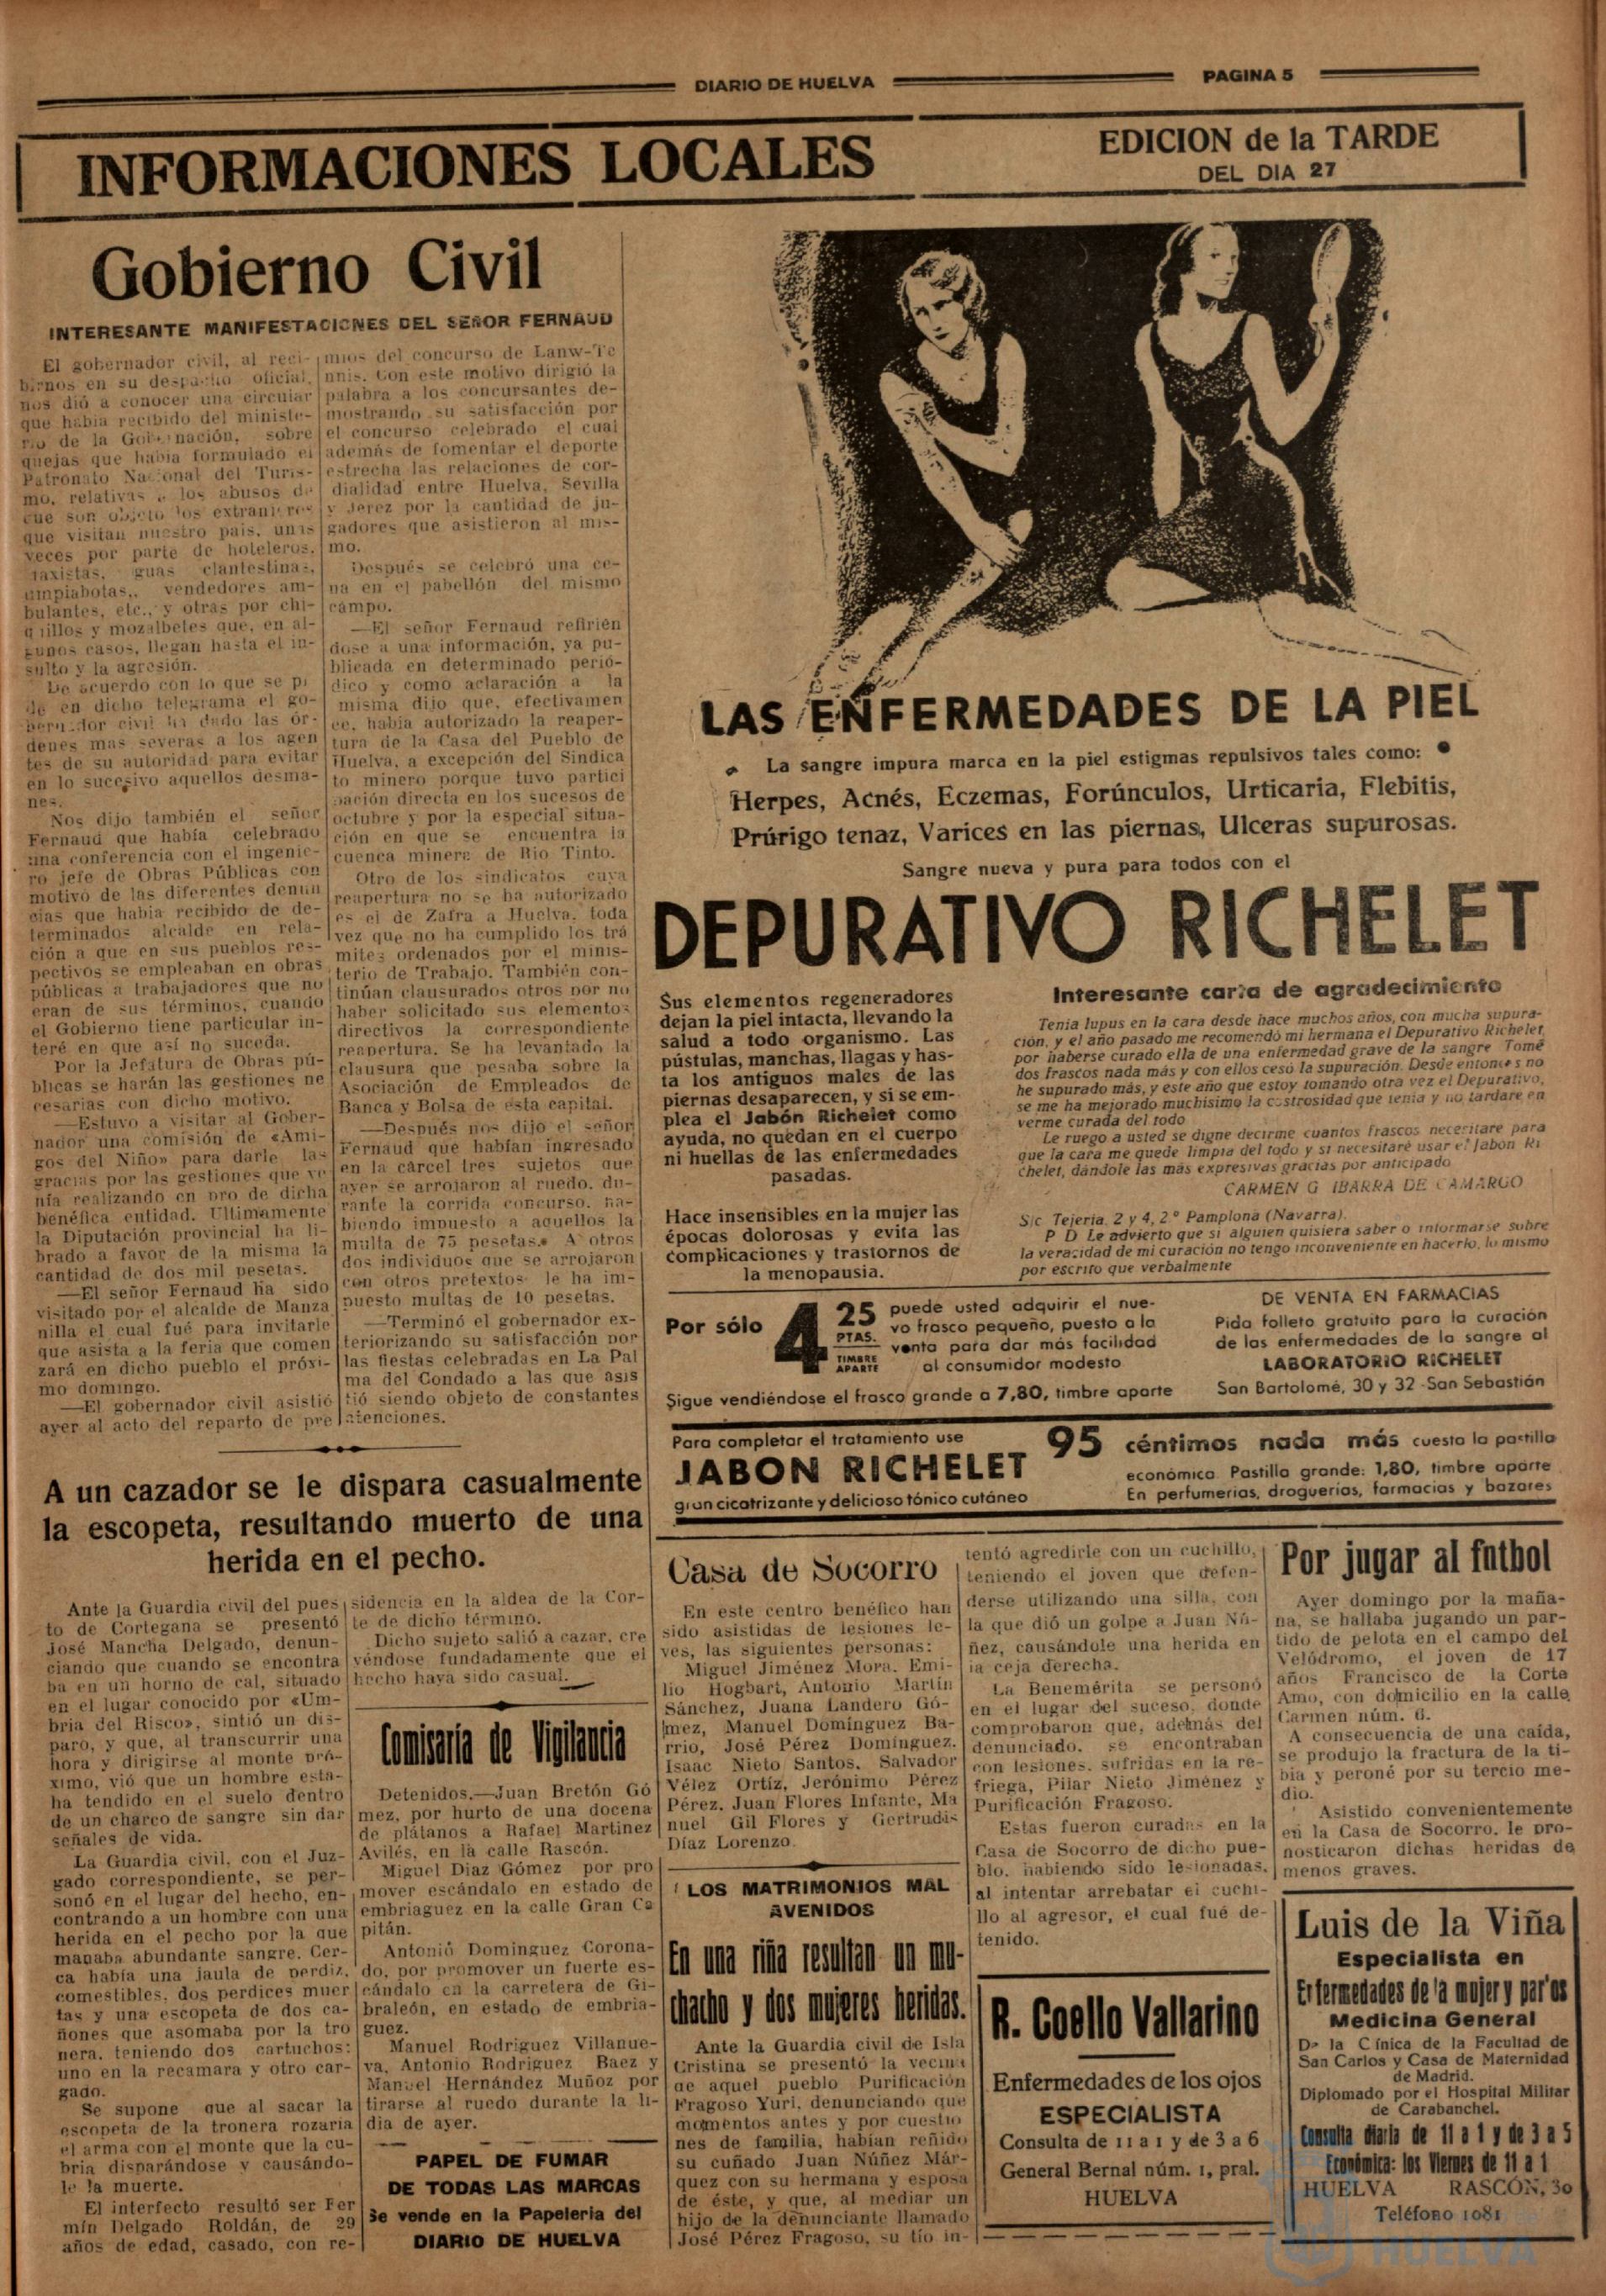 DIARIO DE HUELVA
PAGINA 5
INFORMACIONES LOCALES
EDICION de la TARDE
DEL DIA 27
Gobierno Civil
INTERESANTE MANIFESTACIONES DEL SEÑOR FERNAUD
El gobernador civil, al reci-
birnos en su despacho oficial,
nos dió a conocer una circular
que había recibido del ministe-
rio de la Gobernación, sobre
quejas que había formulado el
Patronato Nacional del Turis-
mo, relativas a los abusos de
que son objeto los extranjeros
que visitan nuestro país, unas
veces por parte de hoteleros,
taxistas, guas clantestinas,
limpiabotas,, vendedores am-
bulantes, etc., y otras por chi-
quillos y mozalbetes que, en al-
gunos casos, llegan hasta el in-
sulto y la agresión.
De acuerdo con lo que se pi
de en dicho telegrama el go-
bernador civil ha dado las ór-
denes mas severas a los agen
tes de su autoridad para evitar
en lo sucesivo aquellos desma-
nes.
Nos dijo también el señor
Fernaud que había celebrado
una conferencia con el ingenie-
ro jefe de Obras Públicas con
motivo de las diferentes denun
cias que había recibido de de-
terminados alcalde en rela-
ción a que en sus pueblos res-
pectivos se empleaban en obras
públicas a trabajadores que no
eran de sus términos, cuando
el Gobierno tiene particular in-
teré en que así no suceda.
Por la Jefatura de Obras pú-
blicas se harán las gestiones ne
cesarias con dicho motivo.
—Estuvo a visitar al Gober-
nador una comisión de «Ami-
gos del Niño» para darle las
gracias por las gestiones que ve
nía realizando en pro de dicha
benéfica entidad. Ultimamente
la Diputación provincial ha li-
brado a favor de la misma la
cantidad de dos mil pesetas.
—El señor Fernaud ha sido
visitado por el alcalde de Manza
nilla el cual fué para invitarle
que asista a la feria que comen
zará en dicho pueblo el próxi-
mo domingo.
—El gobernador civil asistió
ayer al acto del reparto de pre
mios del concurso de Lanw-Te
nnis. Con este motivo dirigió la
palabra a los concursantes de-
mostrando su satisfacción por
el concurso celebrado el cual
además de fomentar el deporte
estrecha las relaciones de cor-
dialidad entre Huelva, Sevilla
y Jerez por la cantidad de ju-
gadores que asistieron al mis-
mo.
Después se celebró una ce-
na en el pabellón del mismo
campo.
—El señor Fernaud refirién
dose a una información, ya pu-
blicada en determinado perió-
dico y como aclaración a la
misma dijo que, efectivamen
ce, había autorizado la reaper-
tura de la Casa del Pueblo de
Huelva, a excepción del Sindica
to minero porque tuvo partici
pación directa en los sucesos de
octubre y por la especial situa-
ción en que se encuentra la
cuenca minera de Rio Tinto.
Otro de los sindicatos cuya
reapertura no se ha autorizado
es el de Zafra a Huelva, toda
vez que no ha cumplido los trá
mites ordenados por el minis-
terio de Trabajo. También con-
tinúan clausurados otros por no
haber solicitado sus elementos
directivos la correspondiente
reapertura. Se ha levantado la
clausura que pesaba sobre la
Asociación de Empleados de
Banca y Bolsa de esta capital.
—Después nos dijo el señor
Fernaud que habían ingresado
en la cárcel tres sujetos que
ayer se arrojaron al ruedo, du-
rante la corrida concurso, ha-
biendo impuesto a aquellos la
multa de 75 pesetas. A otros
dos individuos que se arrojaron
con otros pretextos le ha im-
puesto multas de 10 pesetas.
—Terminó el gobernador ex-
teriorizando su satisfacción por
las fiestas celebradas en La Pal
ma del Condado a las que asis
tió siendo objeto de constantes
atenciones.
LAS ENFERMEDADES DE LA PIEL
La sangre impura marca en la piel estigmas repulsivos tales como:
Herpes, Acnés, Eczemas, Forúnculos, Urticaria, Flebitis,
Prúrigo tenaz, Varices en las piernas, Ulceras supurosas.
Sangre nueva y pura para todos con el
DEPURATIVO RICHELET
Sus elementos regeneradores
dejan la piel intacta, llevando la
salud a todo organismo. Las
pústulas, manchas, llagas y has-
ta los antiguos males de las
piernas desaparecen, y si se em-
plea el Jabón Richelet como
ayuda, no quedan en el cuerpo
ni huellas de las enfermedades
pasadas.
Hace insensibles en la mujer las
épocas dolorosas y evita las
complicaciones y trastornos de
la menopausia.
Interesante carta de agradecimiento
Tenia lupus en la cara desde hace muchos años, con mucha supura-
ción, y el año pasado me recomendó mi hermana el Depurativo Richelet,
por haberse curado ella de una enfermedad grave de la sangre Tomé
dos frascos nada más y con ellos cesó la supuración. Desde entonces no
he supurado más, y este año que estoy tomando otra vez el Depurativo,
se me ha mejorado muchísimo la costrosidad que tenia y no tardare en
verme curada del todo
Le ruego a usted se digne decirme cuantos frascos necesitare para
que la cara me quede limpia del todo y si necesitaré usar el Jabón Ri
chelet, dándole las más expresivas gracias por anticipado
CARMEN G IBARRA DE CAMARGO
S/c Tejeria, 2 y 4, 2.° Pamplona (Navarra).
P D Le advierto que si alguien quisiera saber o informarse sobre
la veracidad de mi curación no tengo inconveniente en hacerlo, lo mismo
por escrito que verbalmente
Por sólo 4 25 PTAS. TIMBRE APARTE
puede usted adquirir el nue-
vo frasco pequeño, puesto a la
venta para dar más facilidad
al consumidor modesto
Sigue vendiéndose el frasco grande a 7,80, timbre aparte
DE VENTA EN FARMACIAS
Pida folleto gratuito para la curación
de las enfermedades de la sangre al
LABORATORIO RICHELET
San Bartolomé, 30 y 32-San Sebastián
Para completar el tratamiento use
JABON RICHELET
gran cicatrizante y delicioso tónico cutáneo
95 céntimos nada más cuesta la pastilla
económica Pastilla grande: 1,80, timbre aparte
En perfumerias, droguerias, farmacias y bazares
A un cazador se le dispara casualmente
la escopeta, resultando muerto de una
herida en el pecho.
Ante la Guardia civil del pues
to de Cortegana se presentó
José Mancha Delgado, denun-
ciando que cuando se encontra
ba en un horno de cal, situado
en el lugar conocido por «Um-
bria del Risco», sintió un dis-
paro, y que, al transcurrir una
hora y dirigirse al monte pró-
ximo, vió que un hombre esta-
ha tendido en el suelo dentro
de un charco de sangre sin dar
señales de vida.
La Guardia civil, con el Juz-
gado correspondiente, se per-
sonó en el lugar del hecho, en-
contrando a un hombre con una
herida en el pecho por la que
manaba abundante sangre. Cer-
ca había una jaula de perdiz,
comestibles, dos perdices muer
tas y una escopeta de dos ca-
ñones que asomaba por la tro
nera, teniendo dos cartuchos:
uno en la recamara y otro car-
gado.
Se supone que al sacar la
escopeta de la tronera rozaria
el arma con el monte que la cu-
bria disparándose y causándo-
le la muerte.
El interfecto resultó ser Fer
mín Delgado Roldán, de 29
años de edad, casado, con re-
sidencia en la aldea de la Cor-
te de dicho término.
Dicho sujeto salió a cazar, cre
yéndose fundadamente que el
hecho haya sido casual.
Comisaría de Vigilancia
Detenidos.—Juan Bretón Gó
mez, por hurto de una docena
de plátanos a Rafael Martinez
Avilés, en la calle Rascón.
Miguel Diaz Gómez por pro
mover escándalo en estado de
embriaguez en la calle Gran Ca
pitán.
Antonió Dominguez Corona-
do, por promover un fuerte es-
cándalo en la carretera de Gi-
braleón, en estado de embria-
guez.
Manuel Rodriguez Villanue-
va, Antonio Rodriguez Baez y
Manuel Hernández Muñoz por
tirarse al ruedo durante la li-
dia de ayer.
PAPEL DE FUMAR
DE TODAS LAS MARCAS
Se vende en la Papeleria del
DIARIO DE HUELVA
Casa de Socorro
En este centro benéfico han
sido asistidas de lesiones le-
ves, las siguientes personas:
Miguel Jiménez Mora. Emi-
lio Hogbart, Antonio Martín
Sánchez, Juana Landero Gó-
mez, Manuel Domínguez Ba-
rrio, José Pérez Domínguez.
Isaac Nieto Santos. Salvador
Vélez Ortíz, Jerónimo Pérez
Pérez. Juan Flores Infante, Ma
nuel Gil Flores y Gertrudis
Díaz Lorenzo.
LOS MATRIMONIOS MAL
AVENIDOS
En una riña resultan un mu-
chacho y dos mujeres heridas.
Ante la Guardia civil de Isla
Cristina se presentó la vecina
de aquel pueblo Purificación
Fragoso Yuri, denunciando que
momentos antes y por cuestio
nes de familia, habían reñido
su cuñado Juan Núñez Már-
quez con su hermana y esposa
de éste, y que, al mediar un
hijo de la denunciante llamado
José Pérez Fragoso, su tío in-
tentó agredirle con un cuchillo,
teniendo el joven que defen-
derse utilizando una silla, con
la que dió un golpe a Juan Nú-
ñez, causándole una herida en
la ceja derecha.
La Benemérita se personó
en el lugar del suceso, donde
comprobaron que, además del
denunciado, se encontraban
con lesiones, sufridas en la re-
friega, Pilar Nieto Jiménez y
Purificación Fragoso.
Estas fueron curadas en la
Casa de Socorro de dicho pue-
blo, habiendo sido lesionadas,
al intentar arrebatar el cuchi-
llo al agresor, el cual fué de-
tenido.
R. Coello Vallarino
Enfermedades de los ojos
ESPECIALISTA
Consulta de 11 a 1 y de 3 a 6
General Bernal núm. 1, pral.
HUELVA
Por jugar al fntbol
Ayer domingo por la maña-
na, se hallaba jugando un par-
tido de pelota en el campo del
Velódromo, el joven de 17
años Francisco de la Corte
Amo, con domicilio en la calle
Carmen núm. 6.
A consecuencia de una caída,
se produjo la fractura de la ti-
bia y peroné por su tercio me-
dio.
Asistido convenientemente
en la Casa de Socorro, le pro-
nosticaron dichas heridas de
menos graves.
Luis de la Viña
Especialista en
Enfermedades de la mujer y partos
Medicina General
De la Clínica de la Facultad de
San Carlos y Casa de Maternidad
de Madrid.
Diplomado por el Hospital Militar
de Carabanchel.
Consulta diaria de 11 a 1 y de 3 a 5
Económica: los Viernes de 11 a 1
HUELVA RASCÓN, 30
Teléfono 1081
HUELVA